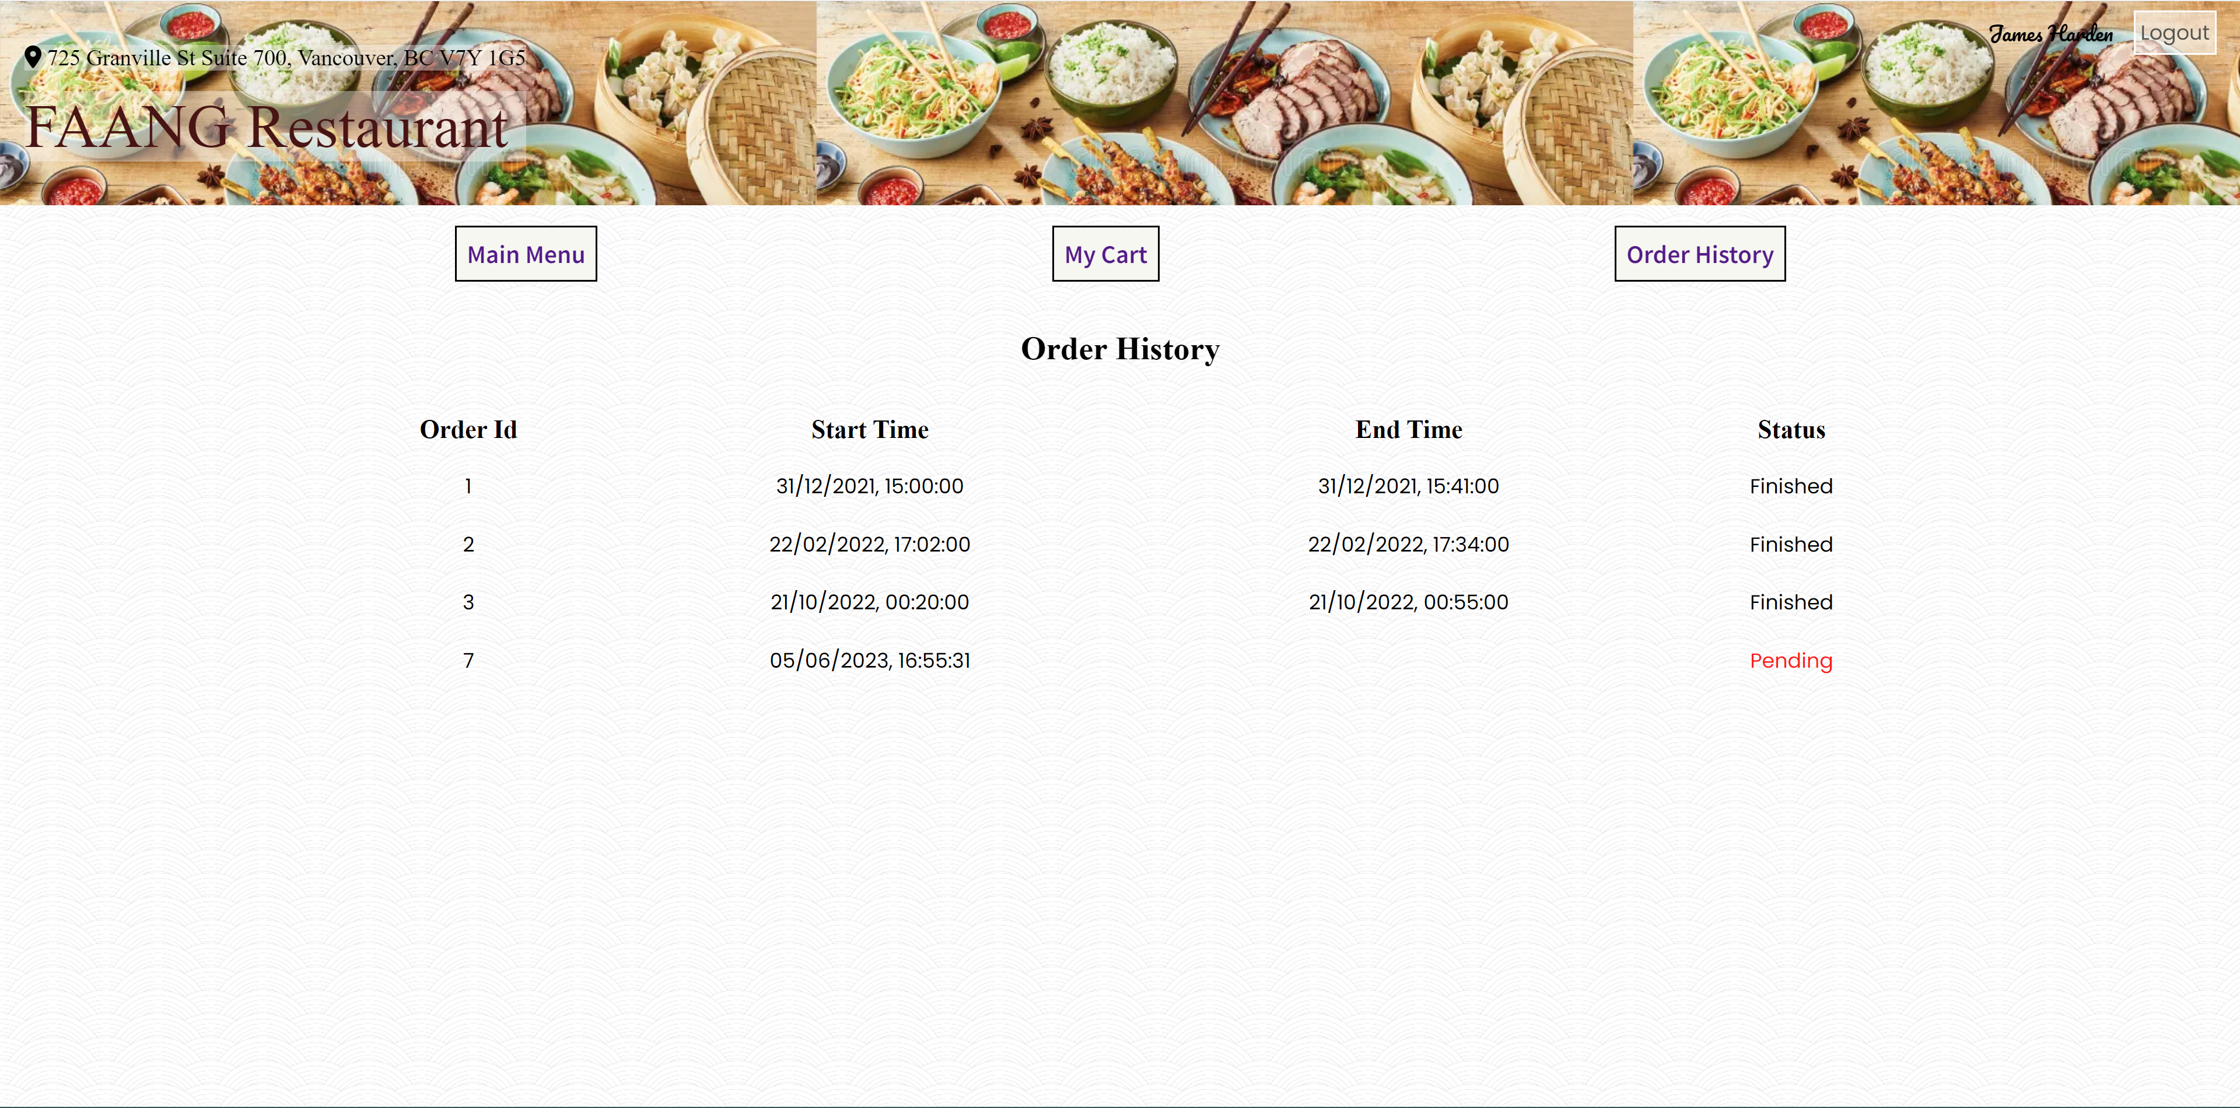 725 Granville St Suite 700, Vancouver, BC V7Y 1G5
James Harden
Logout
FAANG Restaurant
Main Menu
My Cart
Order History
Order History
Order Id Start Time End Time Status
1 31/12/2021, 15:00:00 31/12/2021, 15:41:00 Finished
2 22/02/2022, 17:02:00 22/02/2022, 17:34:00 Finished
3 21/10/2022, 00:20:00 21/10/2022, 00:55:00 Finished
7 05/06/2023, 16:55:31 Pending